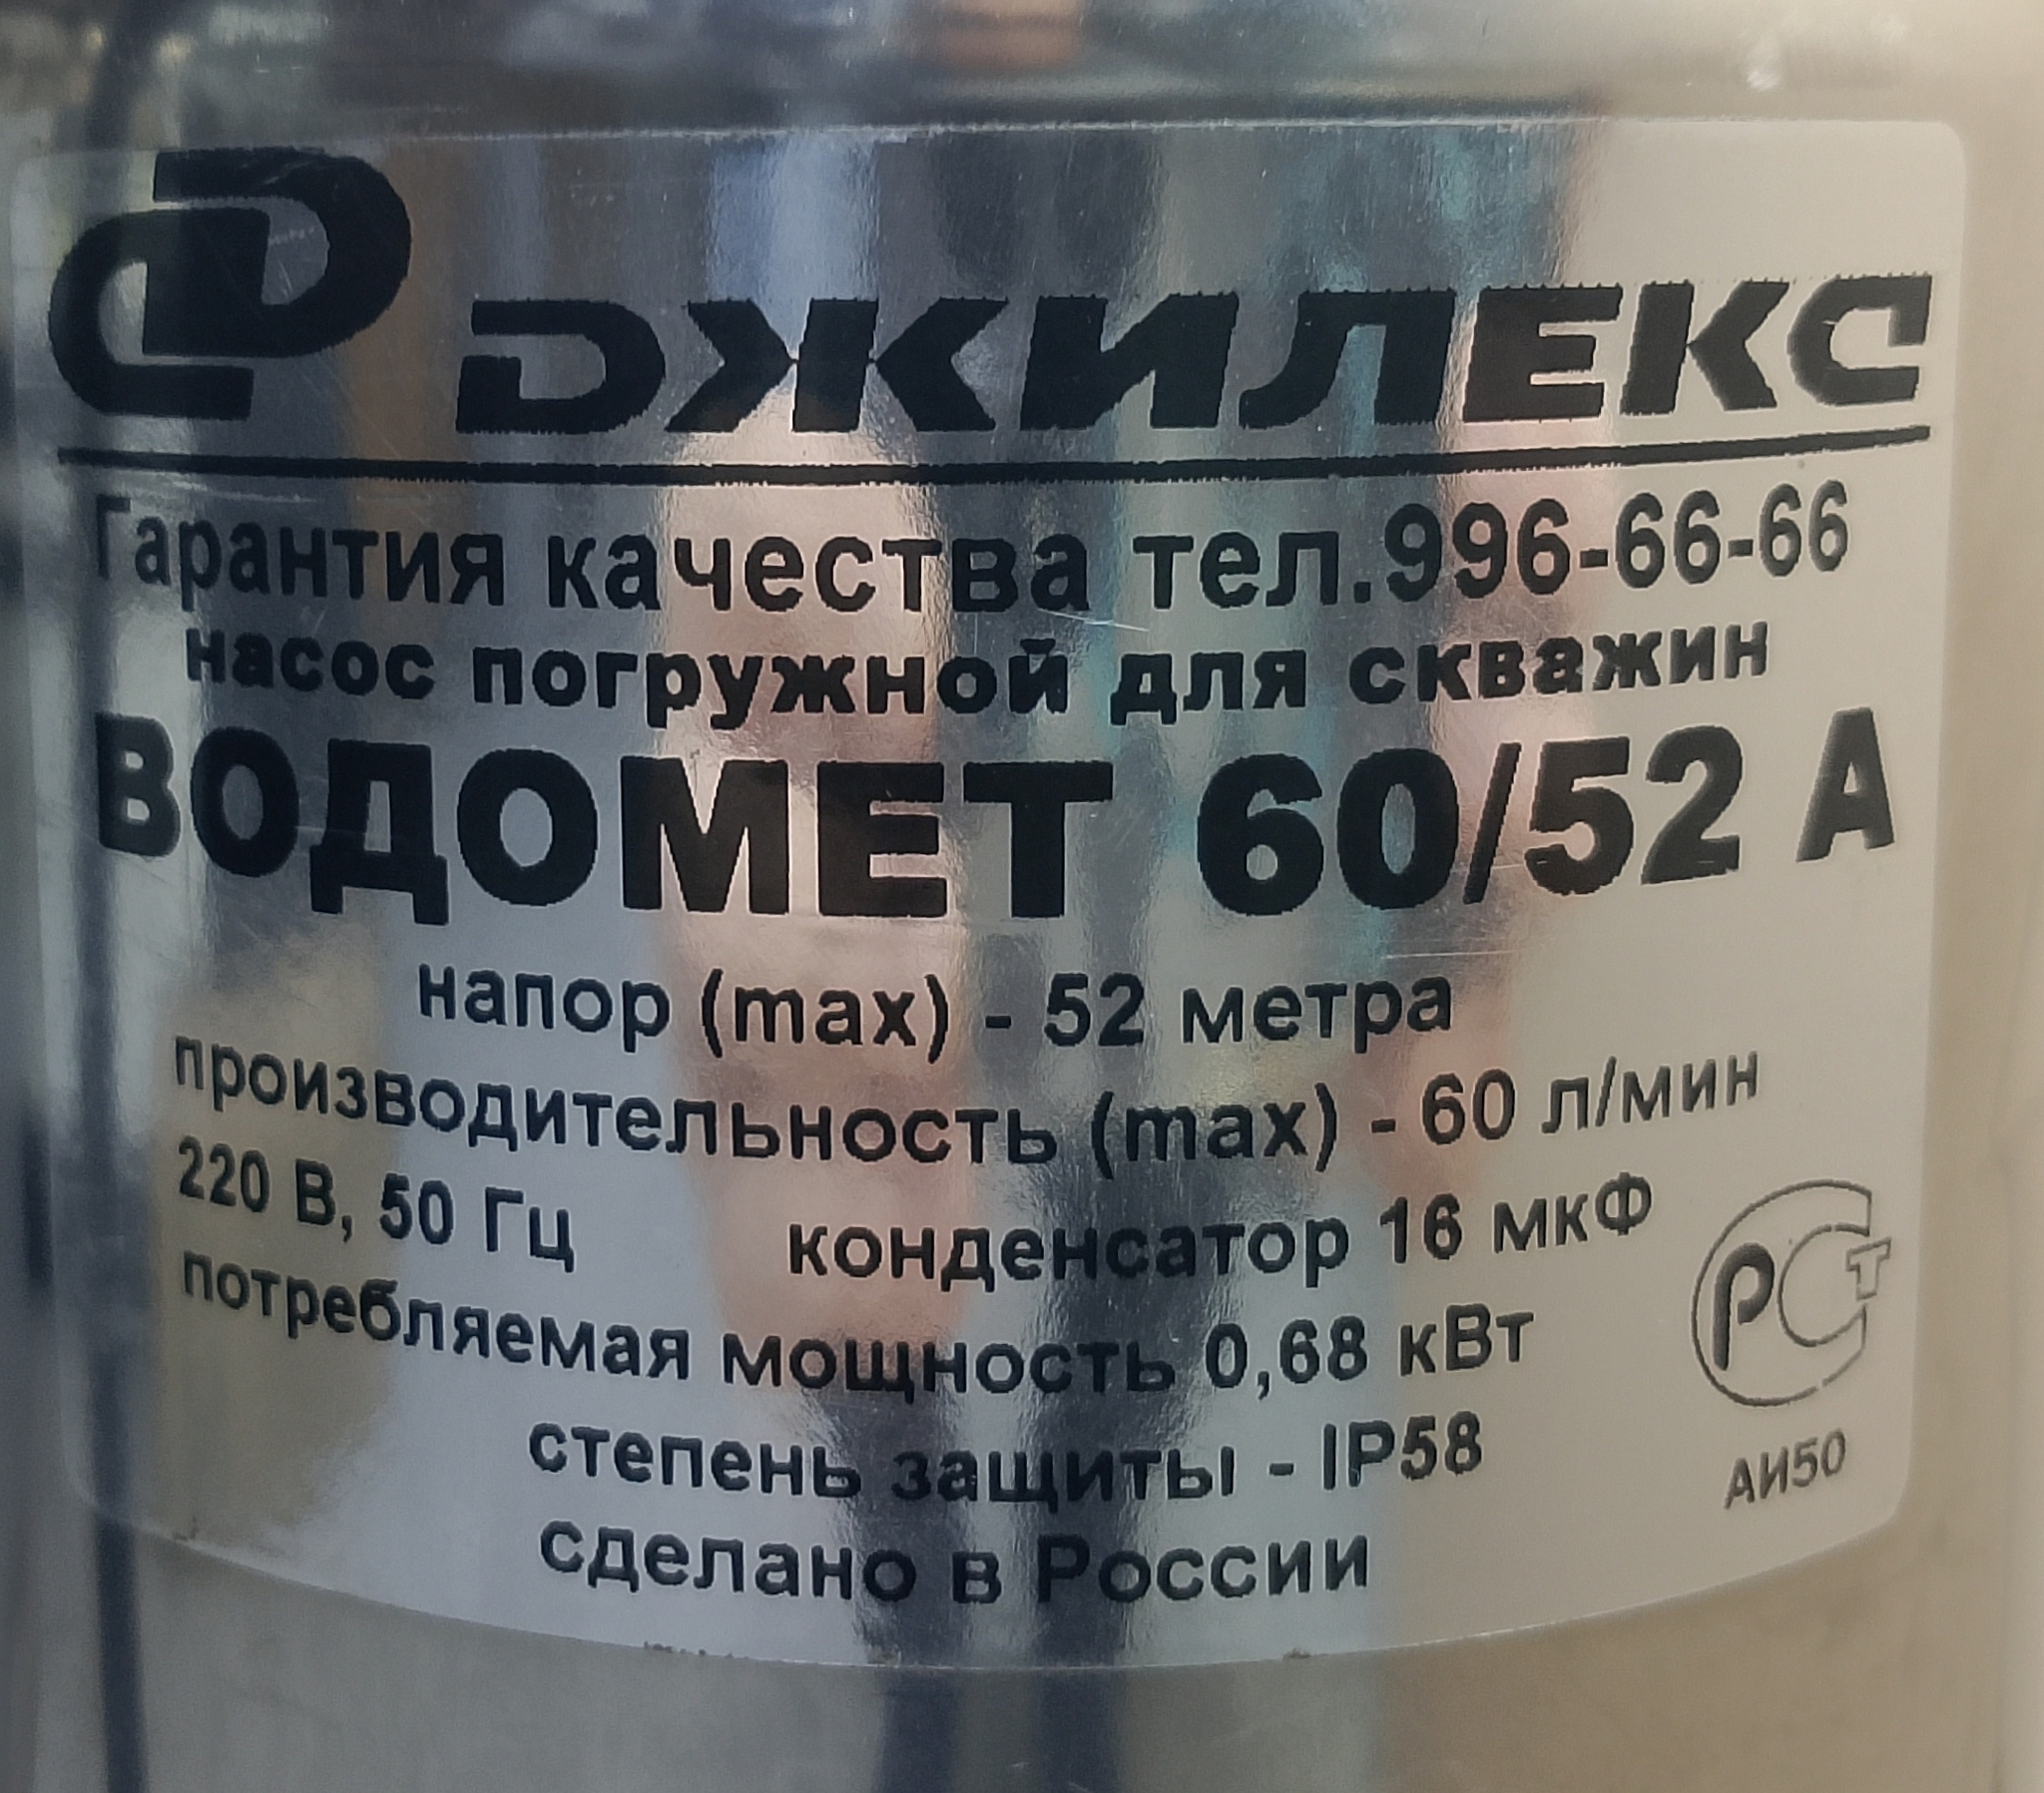 ДЖИЛЕКС
Гарантия качества тел.996-66-66
насос погружной для скважин
ВОДОМЕТ 60/52 А
напор (max) - 52 метра
производительность (max) - 60 л/мин
220 В, 50 Гц конденсатор 16 мкФ
потребляемая мощность 0,68 кВт
РСТ
степень защиты - IP58
АИ50
сделано в России